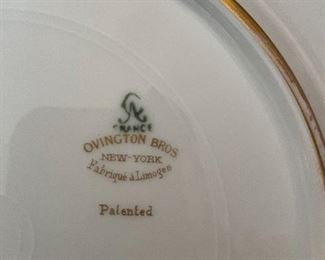 FRANCE
OVINGTON BROS.
NEW-YORK
Fabriqué à Limoges
Patented